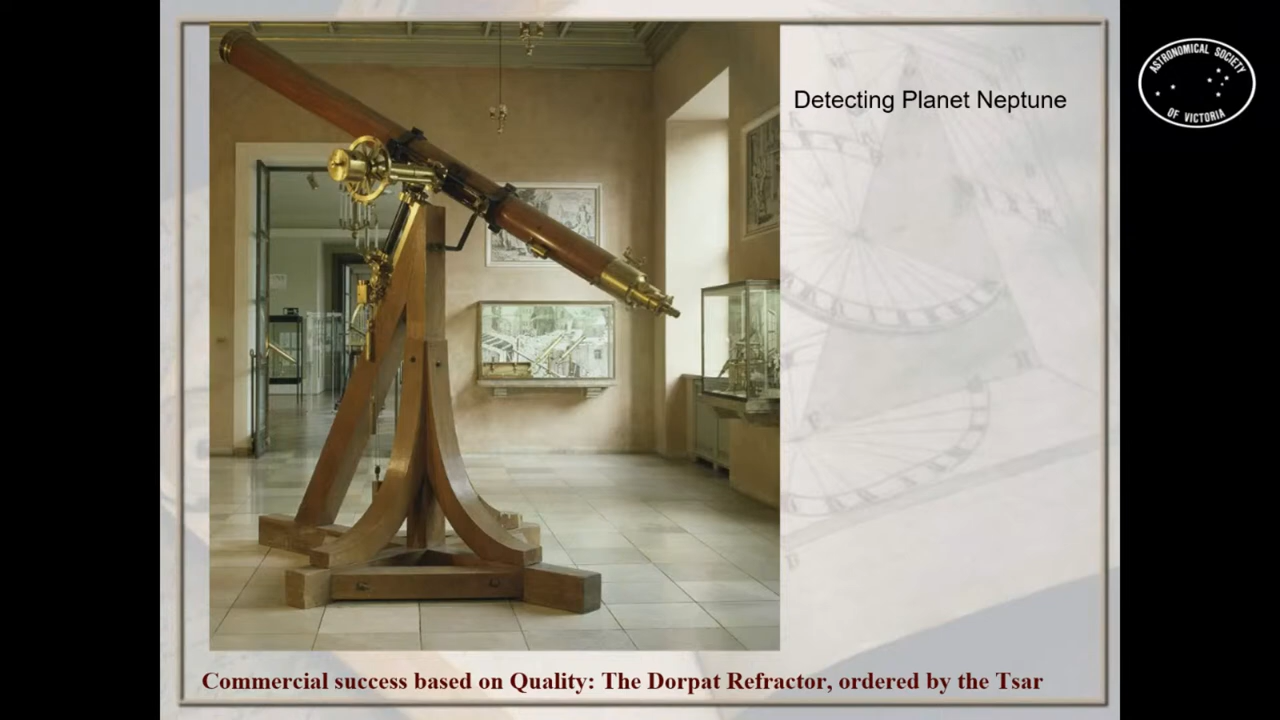 Detecting Planet Neptune
ASTRONOMICAL SOCIETY
OF VICTORIA
Commercial success based on Quality: The Dorpat Refractor, ordered by the Tsar